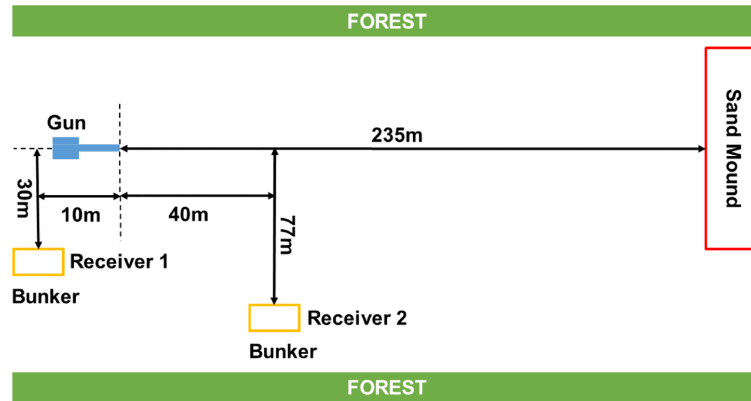 FOREST
Gun
235m
Sand Mound
30m
10m
40m
77m
Receiver 1
Bunker
Receiver 2
Bunker
FOREST